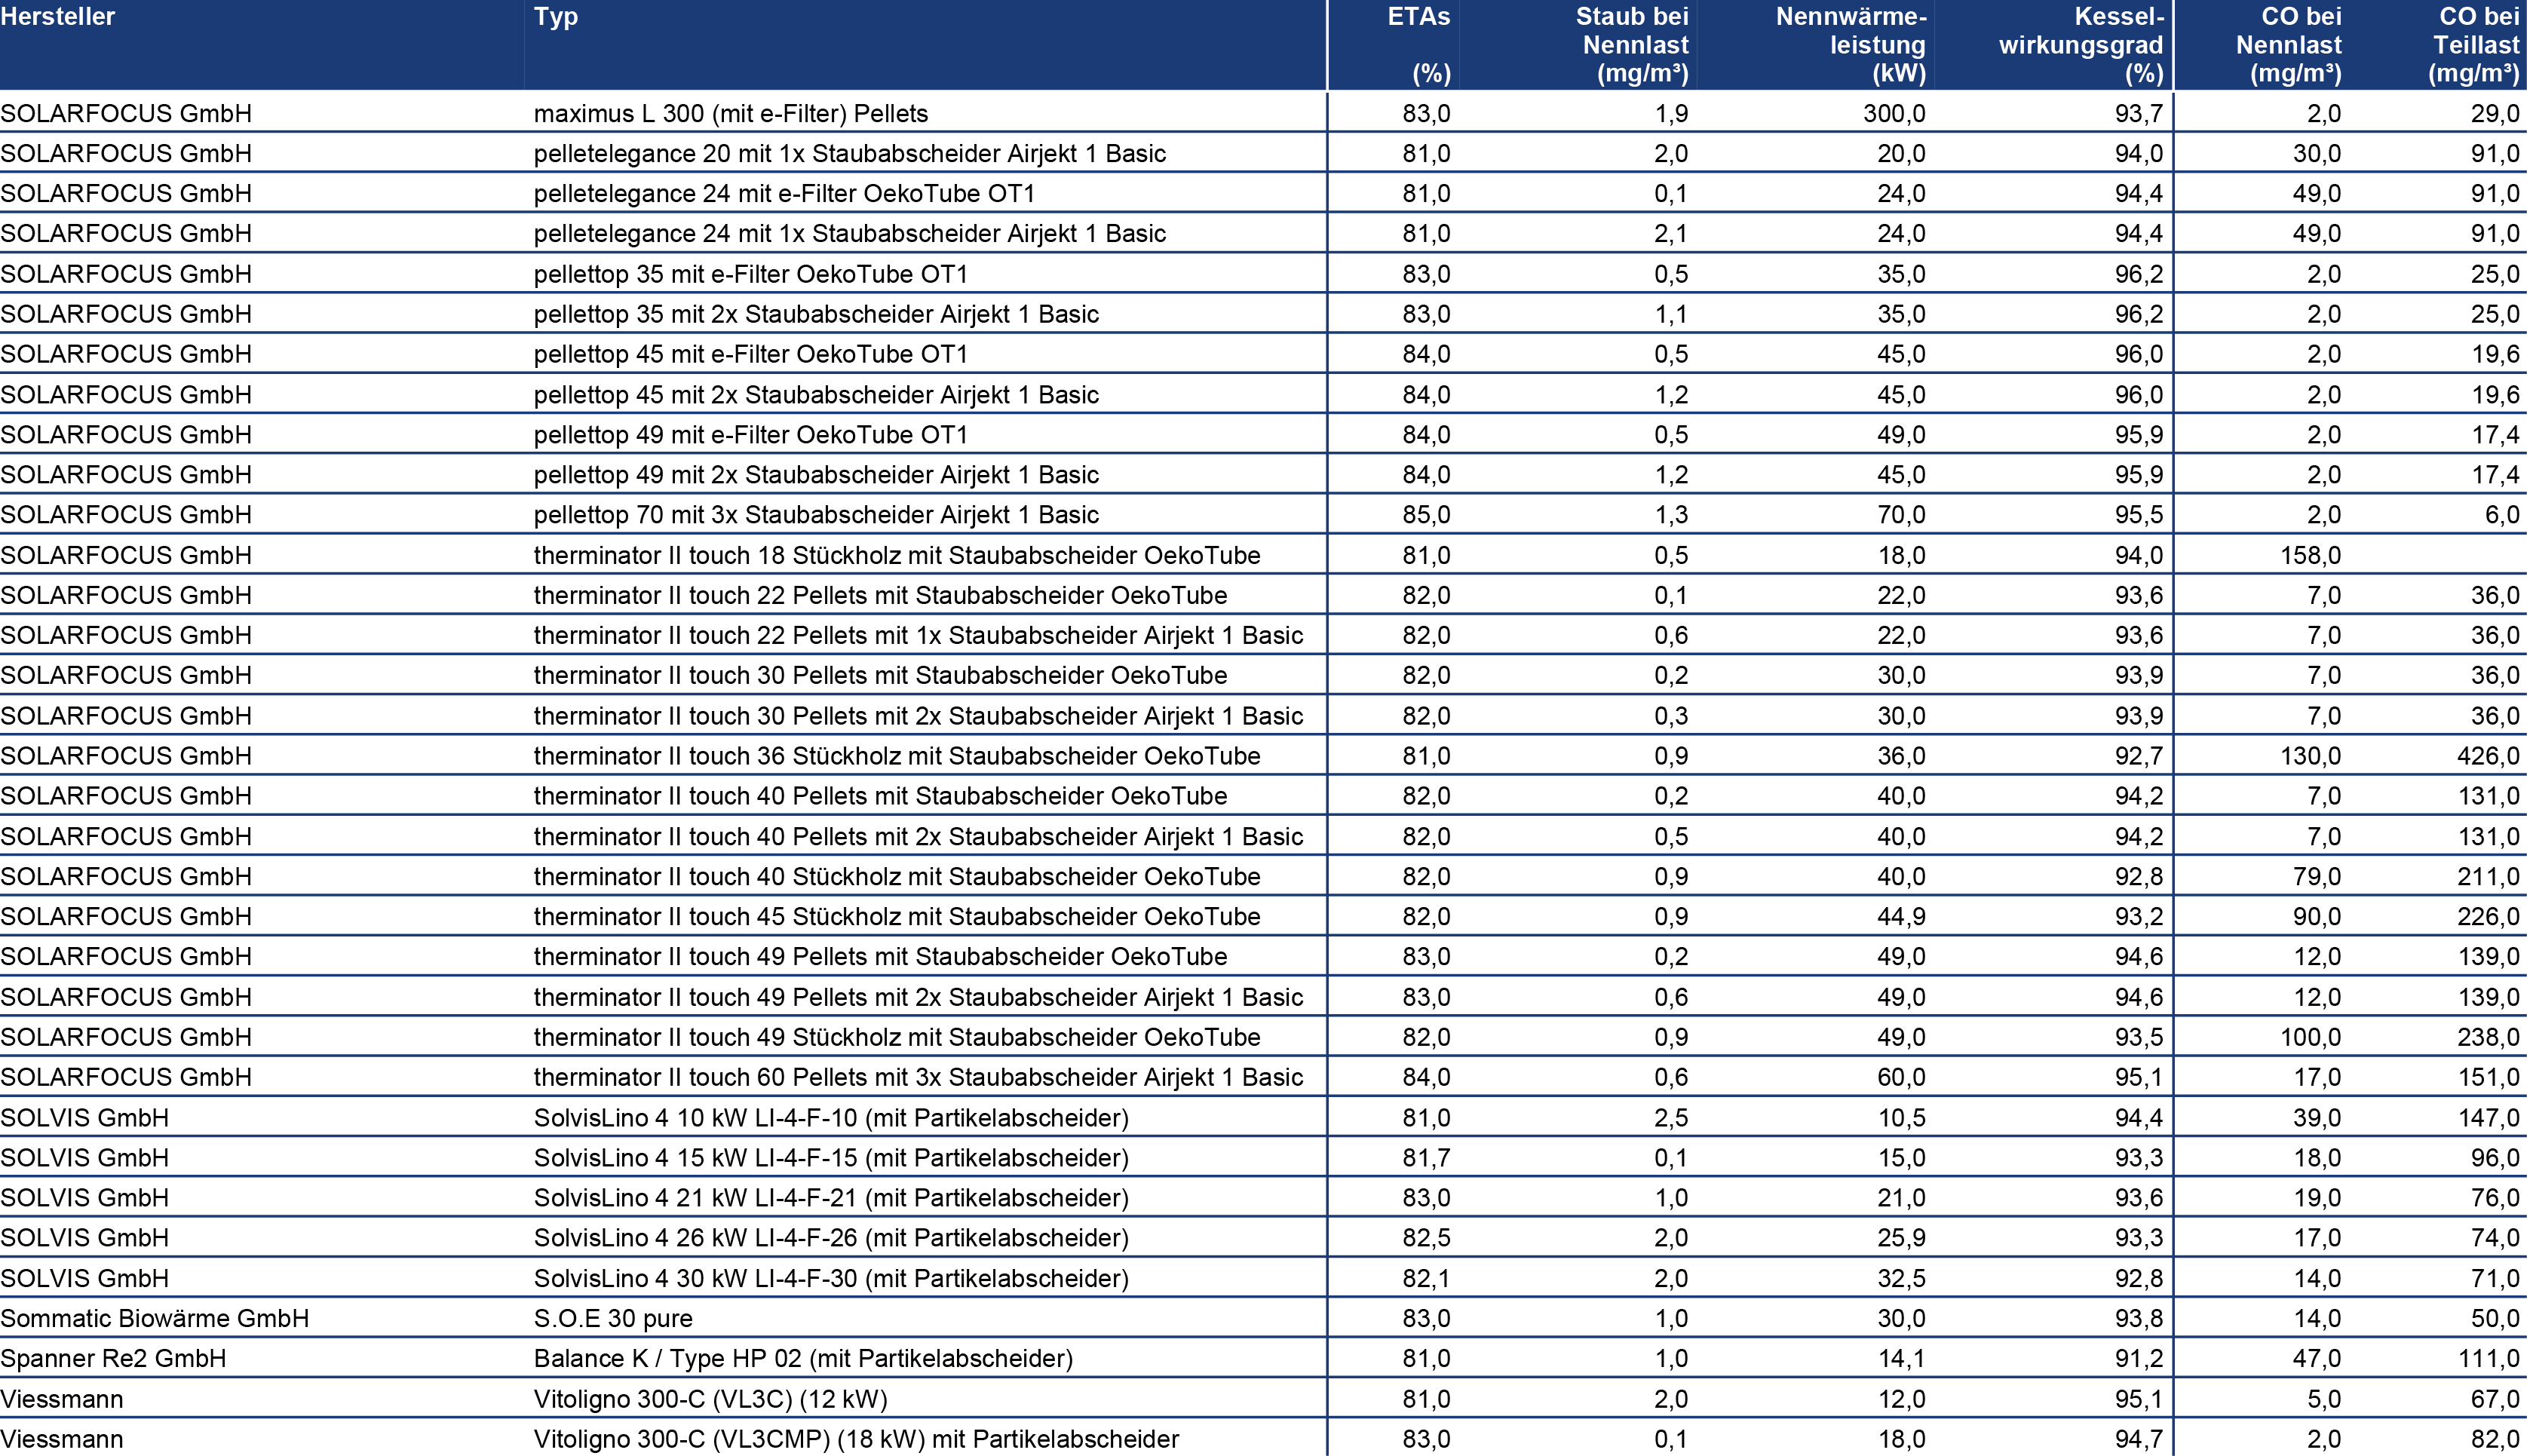 Hersteller Typ ETAs (%) Staub bei Nennlast (mg/m³) Nennwärme-leistung (kW) Kessel-wirkungsgrad (%) CO bei Nennlast (mg/m³) CO bei Teillast (mg/m³)
SOLARFOCUS GmbH maximus L 300 (mit e-Filter) Pellets 83,0 1,9 300,0 93,7 2,0 29,0
SOLARFOCUS GmbH pelletelegance 20 mit 1x Staubabscheider Airjekt 1 Basic 81,0 2,0 20,0 94,0 30,0 91,0
SOLARFOCUS GmbH pelletelegance 24 mit e-Filter OekoTube OT1 81,0 0,1 24,0 94,4 49,0 91,0
SOLARFOCUS GmbH pelletelegance 24 mit 1x Staubabscheider Airjekt 1 Basic 81,0 2,1 24,0 94,4 49,0 91,0
SOLARFOCUS GmbH pellettop 35 mit e-Filter OekoTube OT1 83,0 0,5 35,0 96,2 2,0 25,0
SOLARFOCUS GmbH pellettop 35 mit 2x Staubabscheider Airjekt 1 Basic 83,0 1,1 35,0 96,2 2,0 25,0
SOLARFOCUS GmbH pellettop 45 mit e-Filter OekoTube OT1 84,0 0,5 45,0 96,0 2,0 19,6
SOLARFOCUS GmbH pellettop 45 mit 2x Staubabscheider Airjekt 1 Basic 84,0 1,2 45,0 96,0 2,0 19,6
SOLARFOCUS GmbH pellettop 49 mit e-Filter OekoTube OT1 84,0 0,5 49,0 95,9 2,0 17,4
SOLARFOCUS GmbH pellettop 49 mit 2x Staubabscheider Airjekt 1 Basic 84,0 1,2 45,0 95,9 2,0 17,4
SOLARFOCUS GmbH pellettop 70 mit 3x Staubabscheider Airjekt 1 Basic 85,0 1,3 70,0 95,5 2,0 6,0
SOLARFOCUS GmbH therminator II touch 18 Stückholz mit Staubabscheider OekoTube 81,0 0,5 18,0 94,0 158,0
SOLARFOCUS GmbH therminator II touch 22 Pellets mit Staubabscheider OekoTube 82,0 0,1 22,0 93,6 7,0 36,0
SOLARFOCUS GmbH therminator II touch 22 Pellets mit 1x Staubabscheider Airjekt 1 Basic 82,0 0,6 22,0 93,6 7,0 36,0
SOLARFOCUS GmbH therminator II touch 30 Pellets mit Staubabscheider OekoTube 82,0 0,2 30,0 93,9 7,0 36,0
SOLARFOCUS GmbH therminator II touch 30 Pellets mit 2x Staubabscheider Airjekt 1 Basic 82,0 0,3 30,0 93,9 7,0 36,0
SOLARFOCUS GmbH therminator II touch 36 Stückholz mit Staubabscheider OekoTube 81,0 0,9 36,0 92,7 130,0 426,0
SOLARFOCUS GmbH therminator II touch 40 Pellets mit Staubabscheider OekoTube 82,0 0,2 40,0 94,2 7,0 131,0
SOLARFOCUS GmbH therminator II touch 40 Pellets mit 2x Staubabscheider Airjekt 1 Basic 82,0 0,5 40,0 94,2 7,0 131,0
SOLARFOCUS GmbH therminator II touch 40 Stückholz mit Staubabscheider OekoTube 82,0 0,9 40,0 92,8 79,0 211,0
SOLARFOCUS GmbH therminator II touch 45 Stückholz mit Staubabscheider OekoTube 82,0 0,9 44,9 93,2 90,0 226,0
SOLARFOCUS GmbH therminator II touch 49 Pellets mit Staubabscheider OekoTube 83,0 0,2 49,0 94,6 12,0 139,0
SOLARFOCUS GmbH therminator II touch 49 Pellets mit 2x Staubabscheider Airjekt 1 Basic 83,0 0,6 49,0 94,6 12,0 139,0
SOLARFOCUS GmbH therminator II touch 49 Stückholz mit Staubabscheider OekoTube 82,0 0,9 49,0 93,5 100,0 238,0
SOLARFOCUS GmbH therminator II touch 60 Pellets mit 3x Staubabscheider Airjekt 1 Basic 84,0 0,6 60,0 95,1 17,0 151,0
SOLVIS GmbH SolvisLino 4 10 kW LI-4-F-10 (mit Partikelabscheider) 81,0 2,5 10,5 94,4 39,0 147,0
SOLVIS GmbH SolvisLino 4 15 kW LI-4-F-15 (mit Partikelabscheider) 81,7 0,1 15,0 93,3 18,0 96,0
SOLVIS GmbH SolvisLino 4 21 kW LI-4-F-21 (mit Partikelabscheider) 83,0 1,0 21,0 93,6 19,0 76,0
SOLVIS GmbH SolvisLino 4 26 kW LI-4-F-26 (mit Partikelabscheider) 82,5 2,0 25,9 93,3 17,0 74,0
SOLVIS GmbH SolvisLino 4 30 kW LI-4-F-30 (mit Partikelabscheider) 82,1 2,0 32,5 92,8 14,0 71,0
Sommatic Biowärme GmbH S.O.E 30 pure 83,0 1,0 30,0 93,8 14,0 50,0
Spanner Re2 GmbH Balance K / Type HP 02 (mit Partikelabscheider) 81,0 1,0 14,1 91,2 47,0 111,0
Viessmann Vitoligno 300-C (VL3C) (12 kW) 81,0 2,0 12,0 95,1 5,0 67,0
Viessmann Vitoligno 300-C (VL3CMP) (18 kW) mit Partikelabscheider 83,0 0,1 18,0 94,7 2,0 82,0